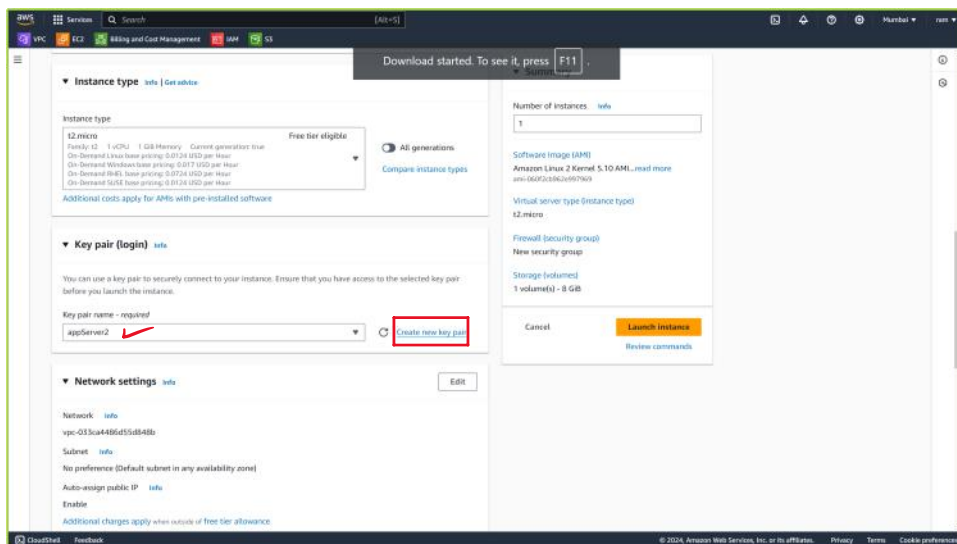 aws
Services
Search
[Alt+S]
Mumbai
ram
VPC
EC2
Billing and Cost Management
IAM
S3
Download started. To see it, press F11 .
Instance type Info | Get advice
Instance type
t2.micro
Free tier eligible
Family: t2 1 vCPU 1 GiB Memory Current generation: true
On-Demand Linux base pricing: 0.0124 USD per Hour
On-Demand Windows base pricing: 0.017 USD per Hour
On-Demand RHEL base pricing: 0.0724 USD per Hour
On-Demand SUSE base pricing: 0.0124 USD per Hour
All generations
Compare instance types
Additional costs apply for AMIs with pre-installed software
Key pair (login) Info
You can use a key pair to securely connect to your instance. Ensure that you have access to the selected key pair
before you launch the instance.
Key pair name - required
appServer2
Create new key pair
Network settings Info
Edit
Network Info
vpc-033ca4486d55d848b
Subnet Info
No preference (Default subnet in any availability zone)
Auto-assign public IP Info
Enable
Additional charges apply when outside of free tier allowance
Summary
Number of instances Info
1
Software Image (AMI)
Amazon Linux 2 Kernel 5.10 AMI...read more
Virtual server type (instance type)
t2.micro
Firewall (security group)
New security group
Storage (volumes)
1 volume(s) - 8 GiB
Cancel
Launch instance
Review commands
CloudShell
Feedback
© 2024, Amazon Web Services, Inc. or its affiliates.
Privacy
Terms
Cookie preferences